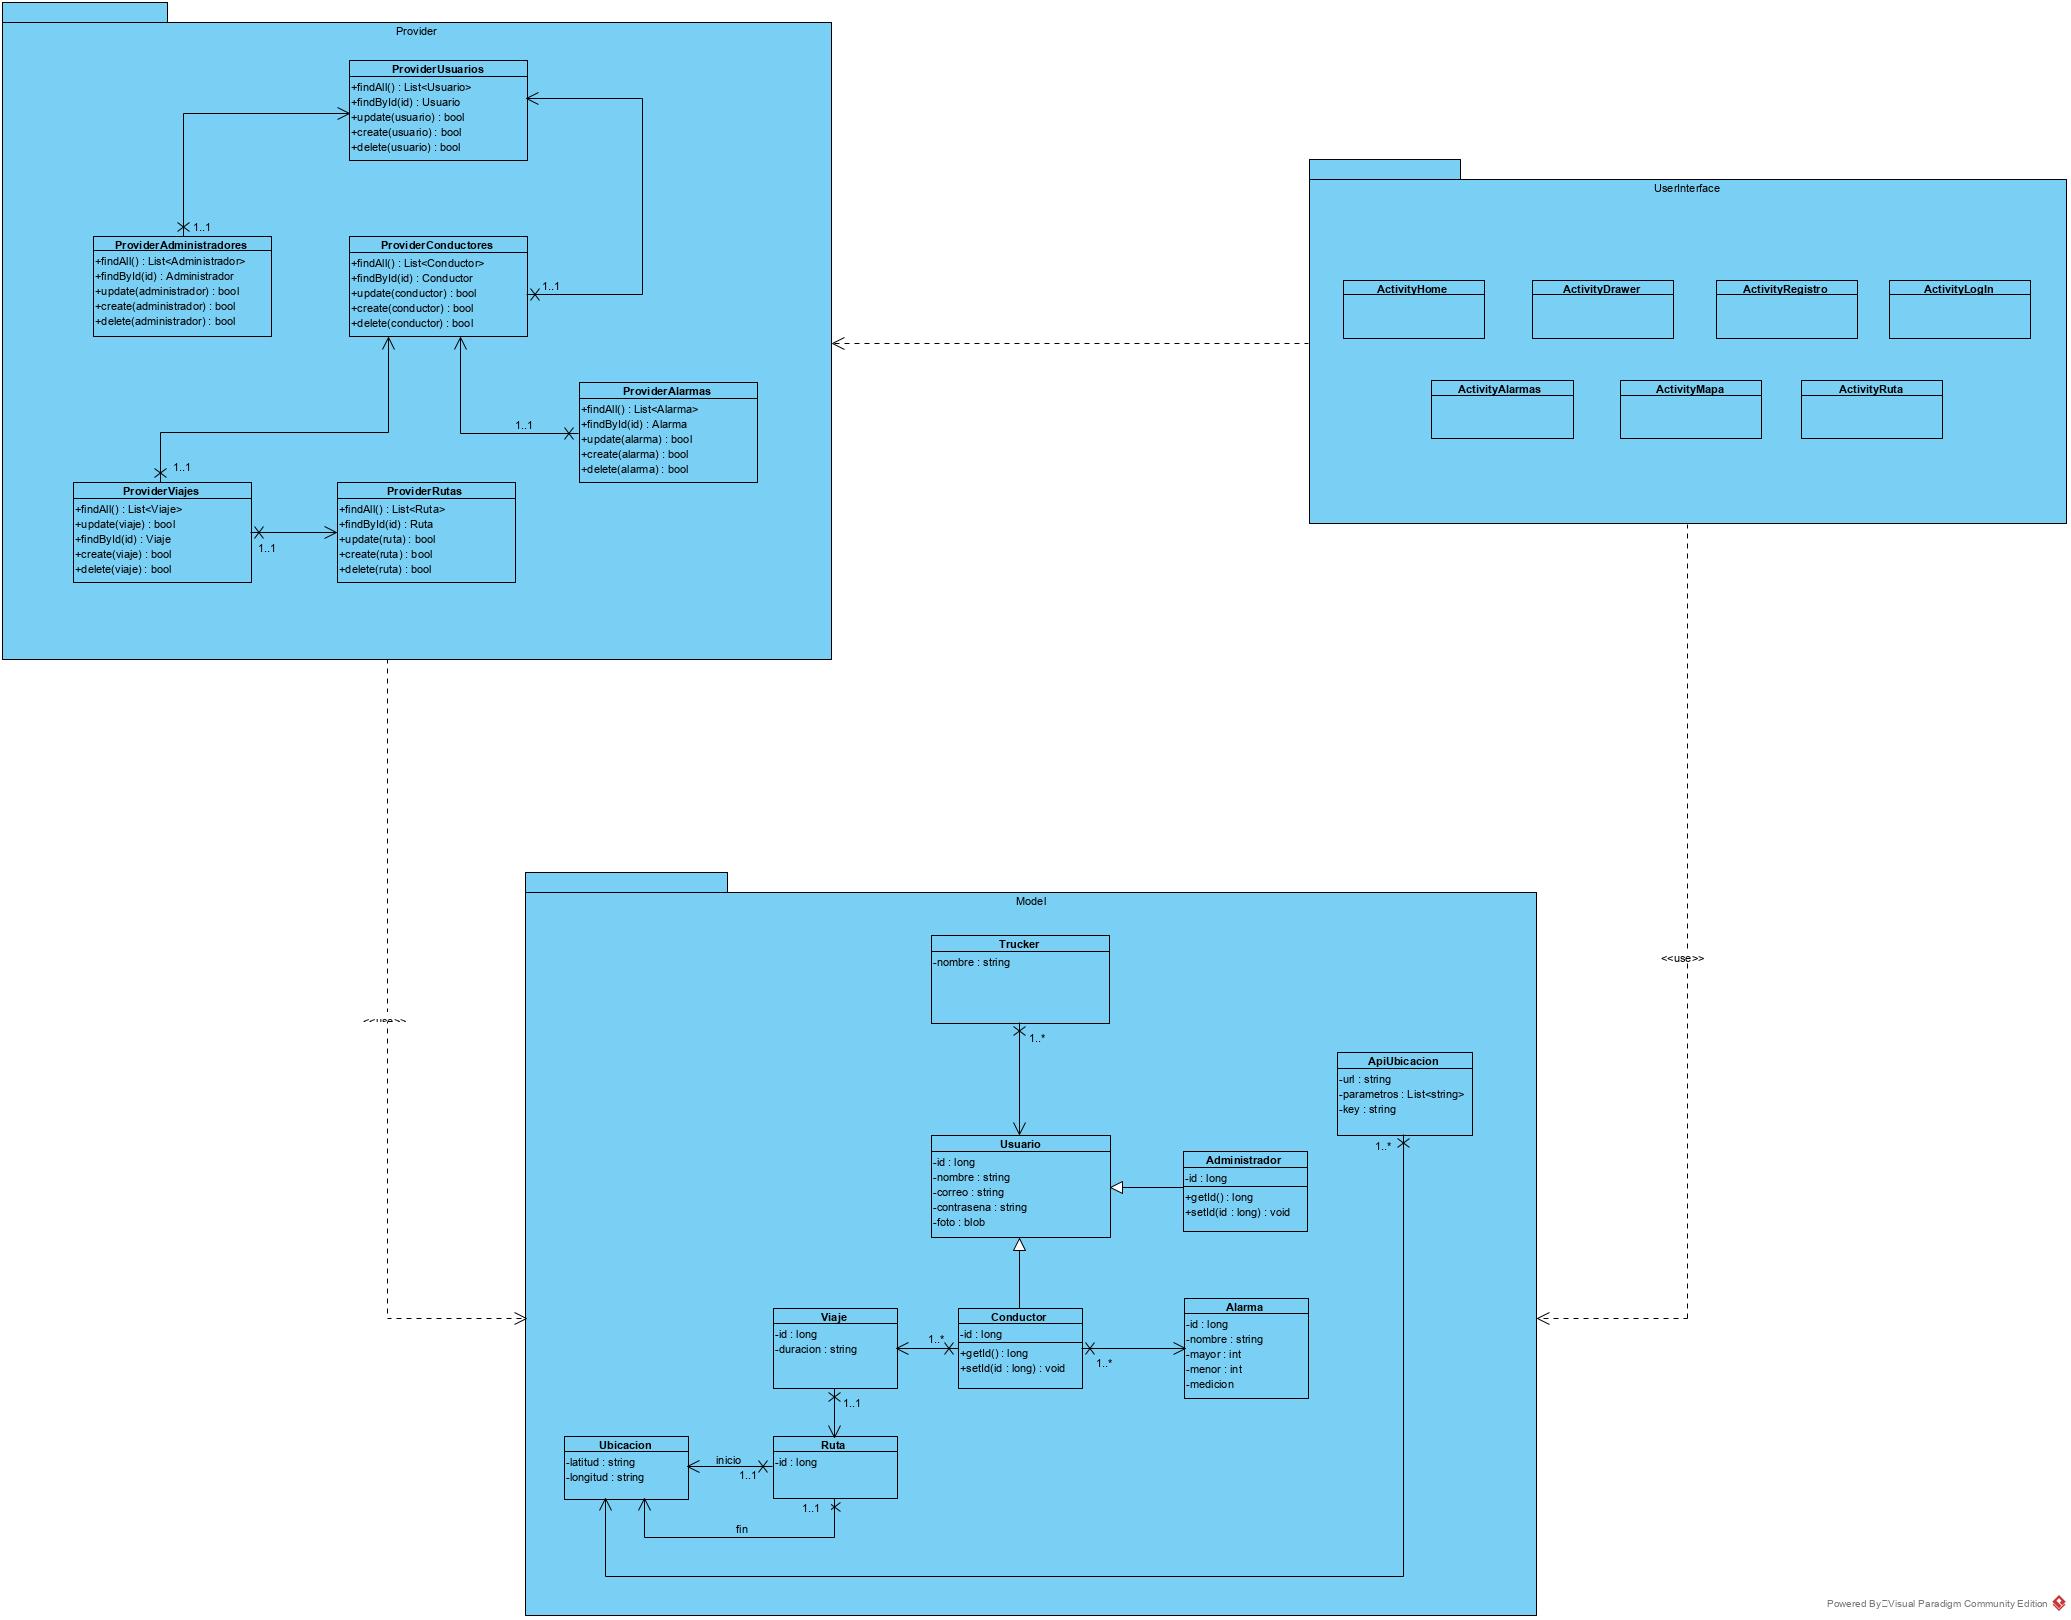 Provider
ProviderUsuarios
+findAll() : List<Usuario>
+findById(id) : Usuario
+update(usuario) : bool
+create(usuario) : bool
+delete(usuario) : bool
1..1
ProviderAdministradores
+findAll() : List<Administrador>
+findById(id) : Administrador
+update(administrador) : bool
+create(administrador) : bool
+delete(administrador) : bool
ProviderConductores
+findAll() : List<Conductor>
+findById(id) : Conductor
+update(conductor) : bool
+create(conductor) : bool
+delete(conductor) : bool
1..1
ProviderAlarmas
+findAll() : List<Alarma>
+findById(id) : Alarma
+update(alarma) : bool
+create(alarma) : bool
+delete(alarma) : bool
1..1
1..1
ProviderViajes
+findAll() : List<Viaje>
+update(viaje) : bool
+findById(id) : Viaje
+create(viaje) : bool
+delete(viaje) : bool
1..1
ProviderRutas
+findAll() : List<Ruta>
+findById(id) : Ruta
+update(ruta) : bool
+create(ruta) : bool
+delete(ruta) : bool
UserInterface
ActivityHome
ActivityDrawer
ActivityRegistro
ActivityLogIn
ActivityAlarmas
ActivityMapa
ActivityRuta
<<use>>
<<use>>
Model
Trucker
-nombre : string
1..*
ApiUbicacion
-url : string
-parametros : List<string>
-key : string
1..*
Usuario
-id : long
-nombre : string
-correo : string
-contrasena : string
-foto : blob
Administrador
-id : long
+getId() : long
+setId(id : long) : void
Viaje
-id : long
-duracion : string
1..*
Conductor
-id : long
+getId() : long
+setId(id : long) : void
1..*
Alarma
-id : long
-nombre : string
-mayor : int
-menor : int
-medicion
1..1
Ubicacion
-latitud : string
-longitud : string
inicio
1..1
Ruta
-id : long
1..1
fin
Powered By Visual Paradigm Community Edition